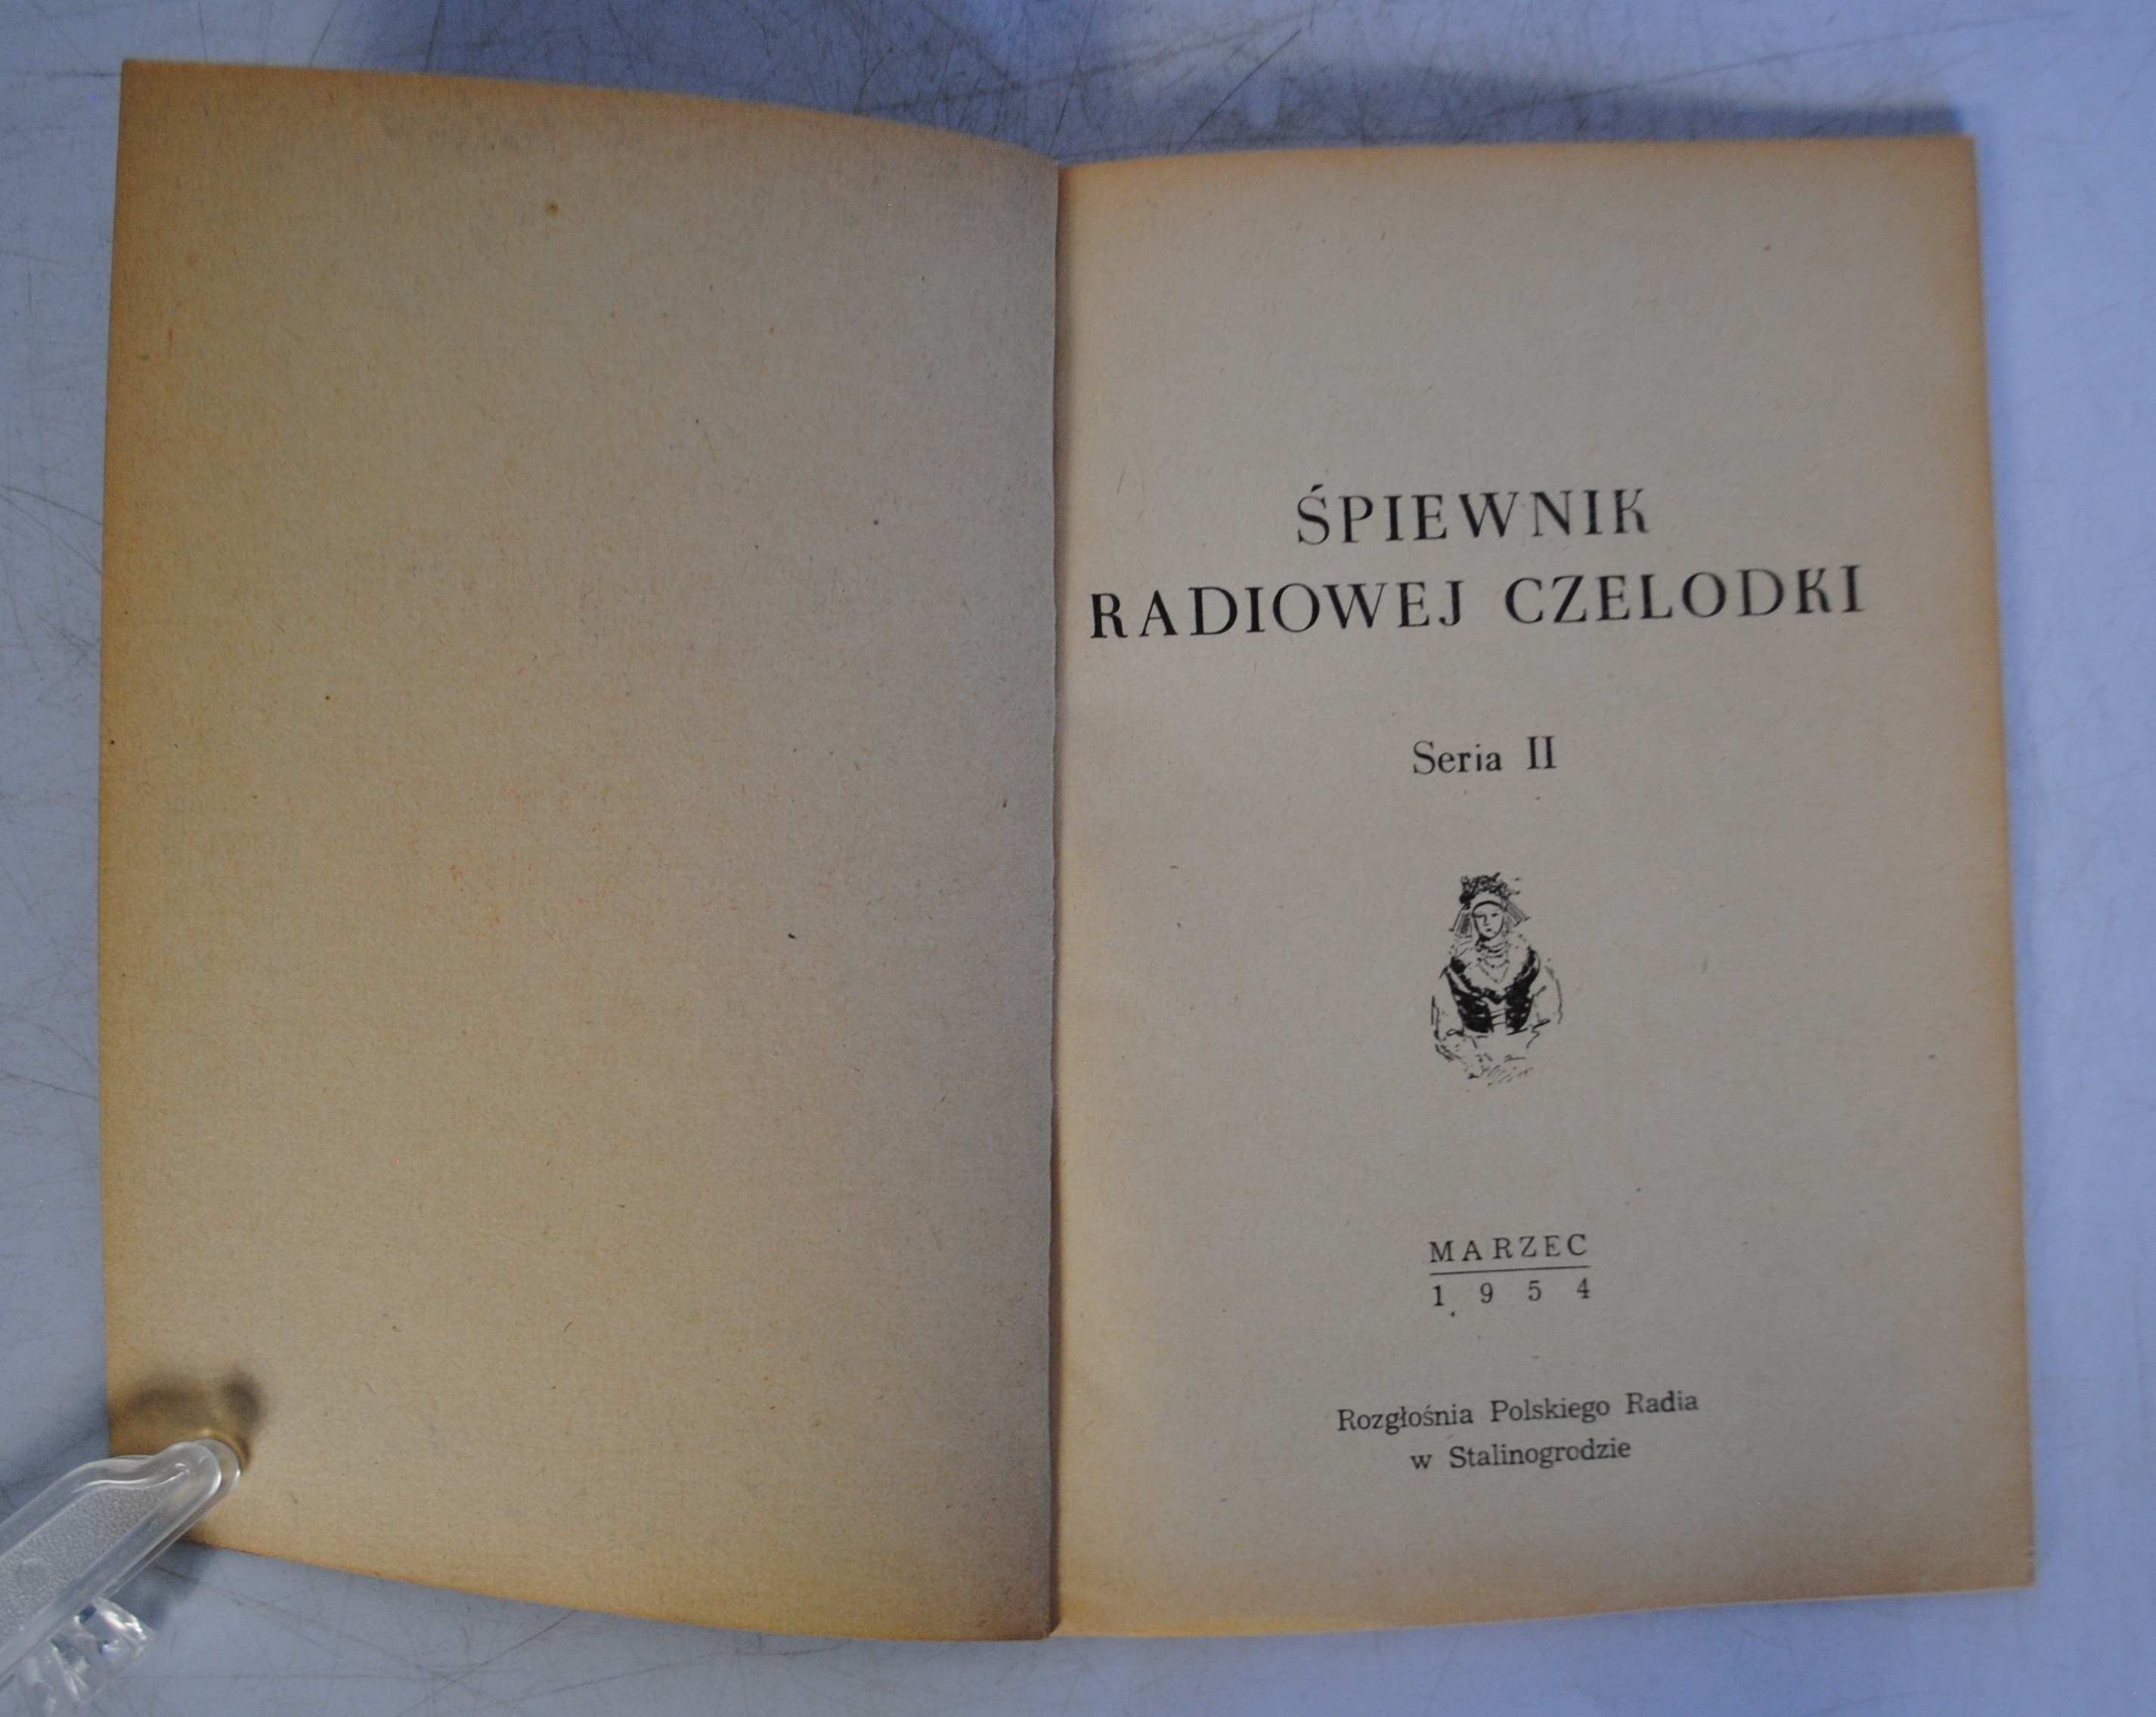 ŚPIEWNIK
RADIOWEJ CZELODKI
Seria II
MARZEC
1954
Rozgłośnia Polskiego Radia
w Stalinogrodzie